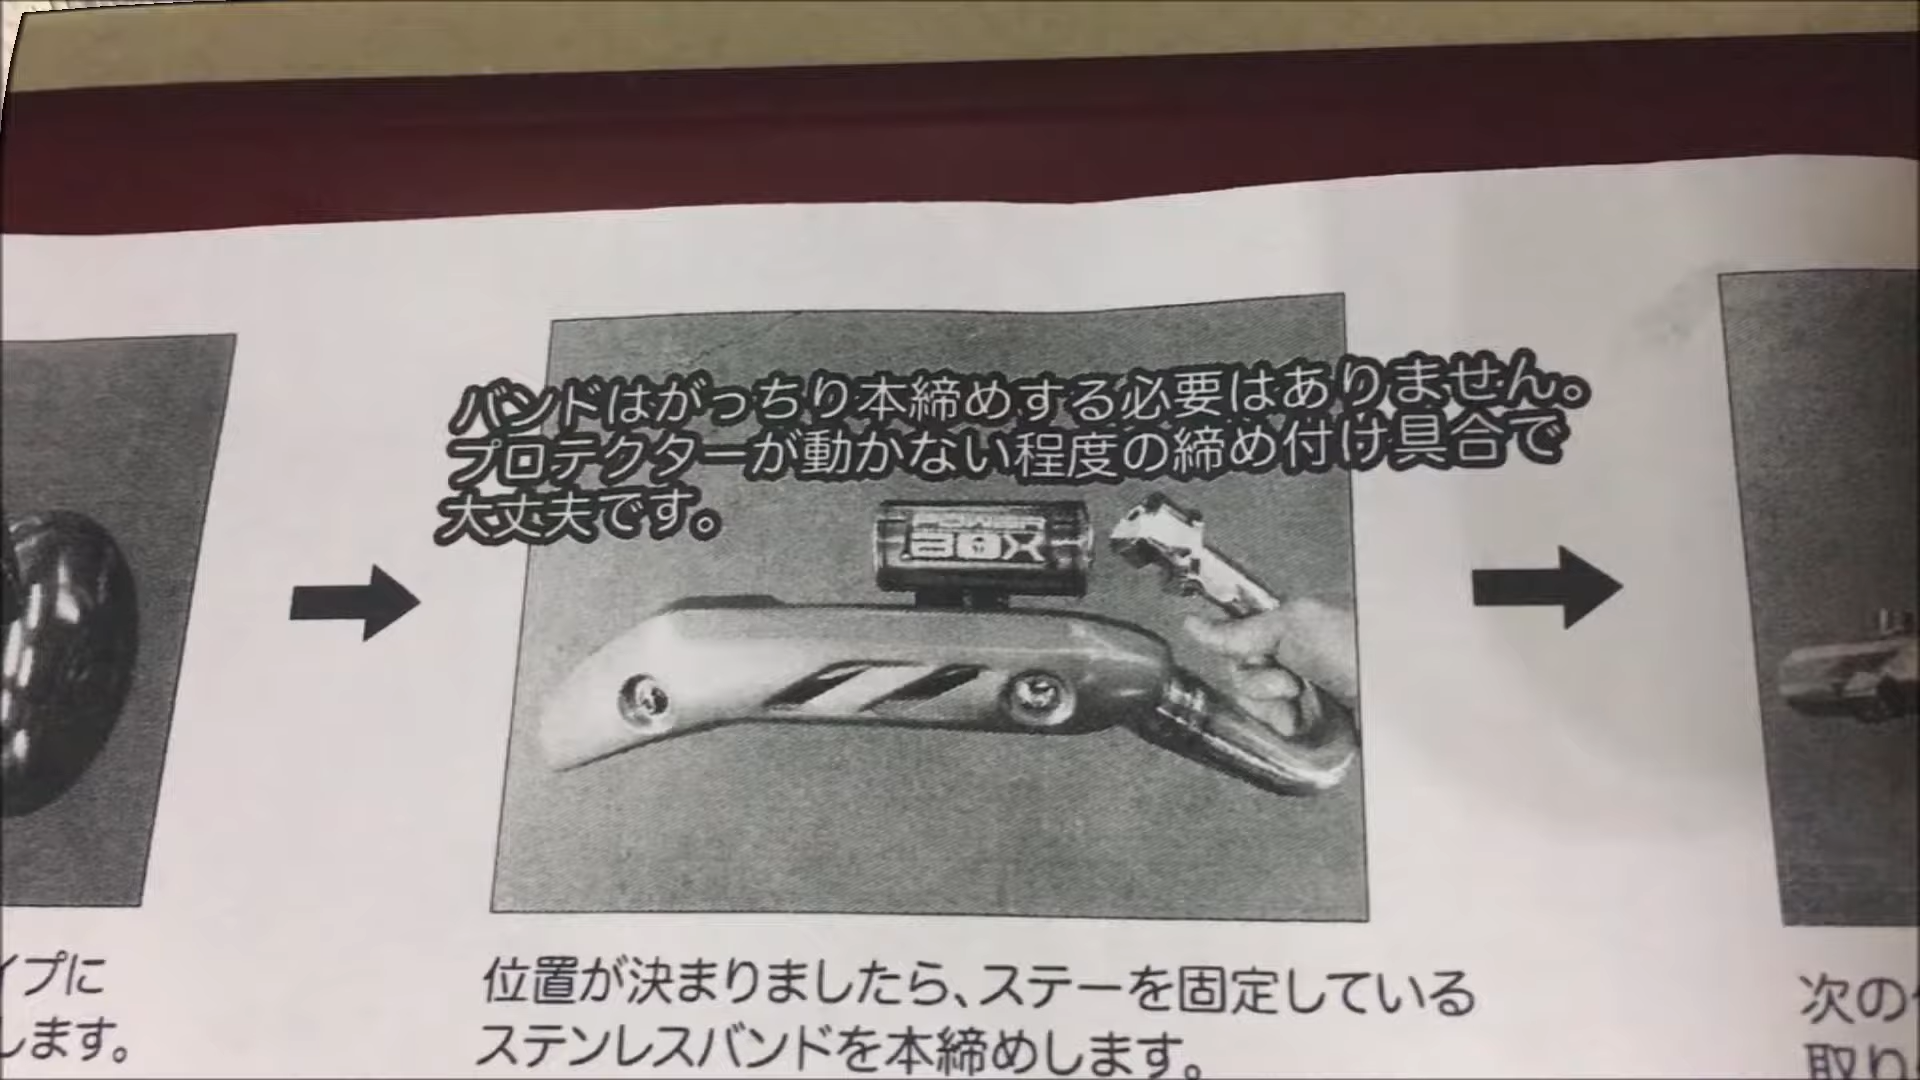 バンドはがっちり本締めする必要はありません。
プロテクターが動かない程度の締め付け具合で
大丈夫です。
イプに
します。
位置が決まりましたら、ステーを固定している
ステンレスバンドを本締めします。
次の
取り